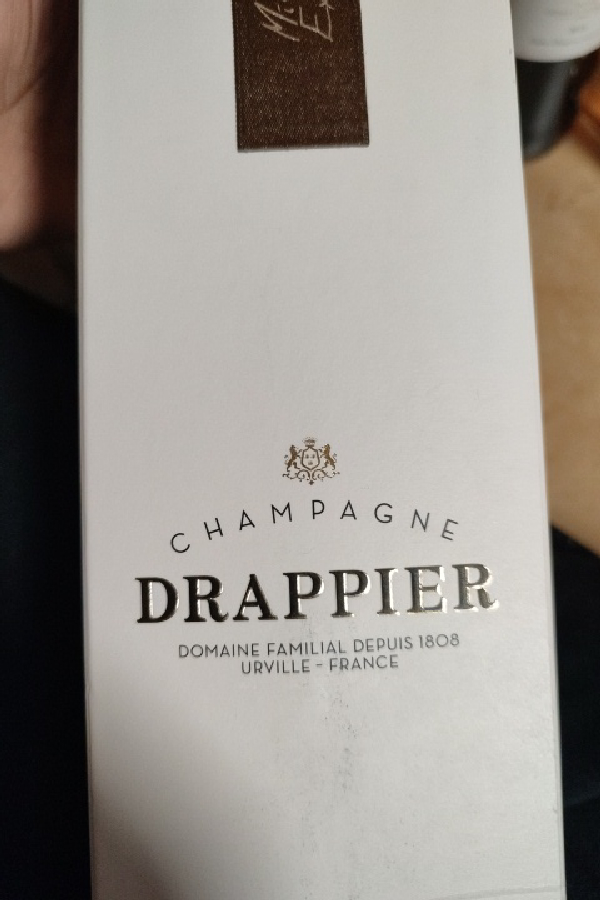 CHAMPAGNE
DRAPPIER
DOMAINE FAMILIAL DEPUIS 1808
URVILLE - FRANCE